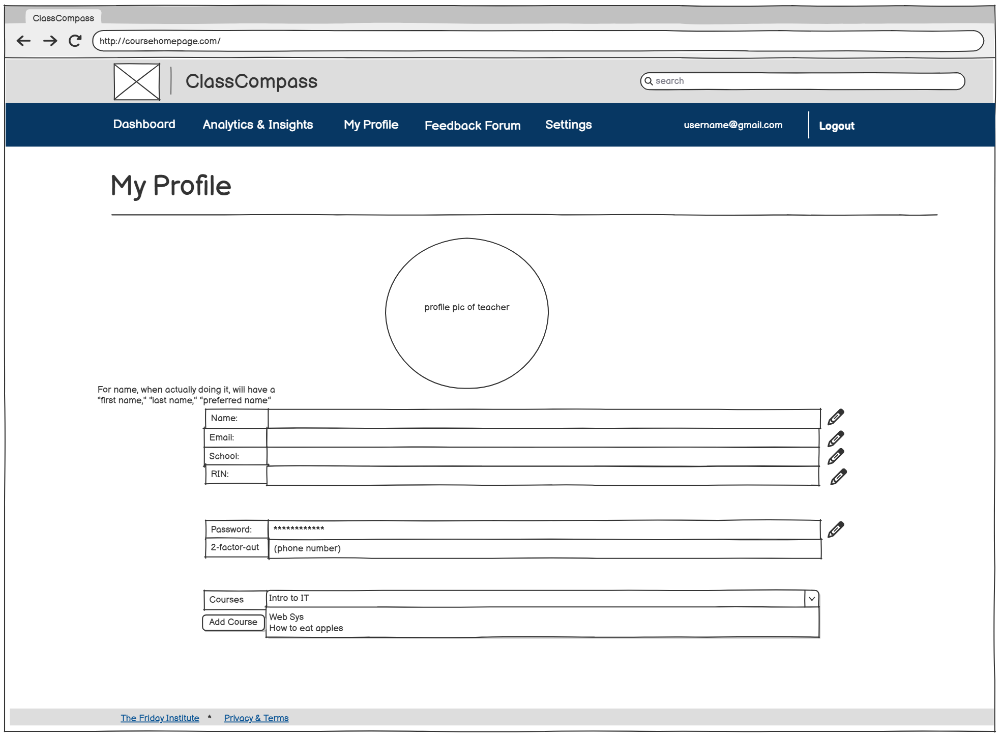 ClassCompass
http://coursehomepage.com/
ClassCompass
search
Dashboard Analytics & Insights My Profile Feedback Forum Settings username@gmail.com Logout
My Profile
profile pic of teacher
For name, when actually doing it, will have a
"first name," "last name," "preferred name"
Name:
Email:
School:
RIN:
Password: ************
2-factor-aut (phone number)
Courses Intro to IT
Add Course Web Sys
How to eat apples
The Friday Institute * Privacy & Terms